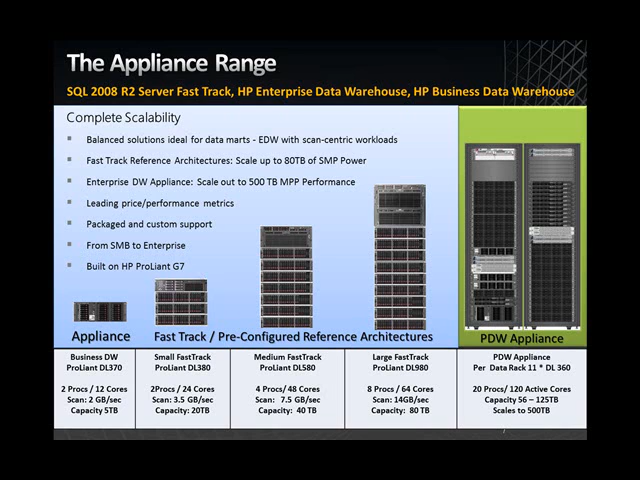 The Appliance Range
SQL 2008 R2 Server Fast Track, HP Enterprise Data Warehouse, HP Business Data Warehouse
Complete Scalability
Balanced solutions ideal for data marts - EDW with scan-centric workloads
Fast Track Reference Architectures: Scale up to 80TB of SMP Power
Enterprise DW Appliance: Scale out to 500 TB MPP Performance
Leading price/performance metrics
Packaged and custom support
From SMB to Enterprise
Built on HP ProLiant G7
Appliance
Fast Track / Pre-Configured Reference Architectures
PDW Appliance
Business DW
ProLiant DL370
2 Procs / 12 Cores
Scan: 2 GB/sec
Capacity 5TB
Small FastTrack
ProLiant DL380
2Procs / 24 Cores
Scan: 3.5 GB/sec
Capacity: 20TB
Medium FastTrack
ProLiant DL580
4 Procs/ 48 Cores
Scan: 7.5 GB/sec
Capacity: 40 TB
Large FastTrack
ProLiant DL980
8 Procs / 64 Cores
Scan: 14GB/sec
Capacity: 80 TB
PDW Appliance
Per Data Rack 11 * DL 360
20 Procs/ 120 Active Cores
Capacity 56 – 125TB
Scales to 500TB